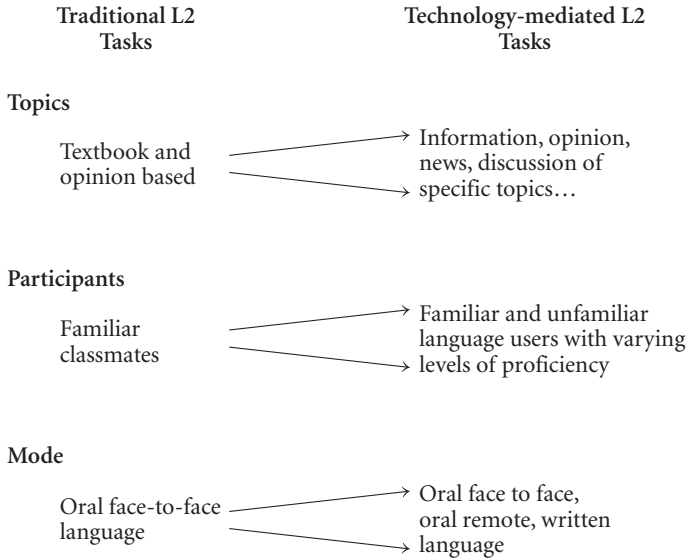 Traditional L2
Tasks
Technology-mediated L2
Tasks
Topics
Textbook and
opinion based
Information, opinion,
news, discussion of
specific topics…
Participants
Familiar
classmates
Familiar and unfamiliar
language users with varying
levels of proficiency
Mode
Oral face-to-face
language
Oral face to face,
oral remote, written
language